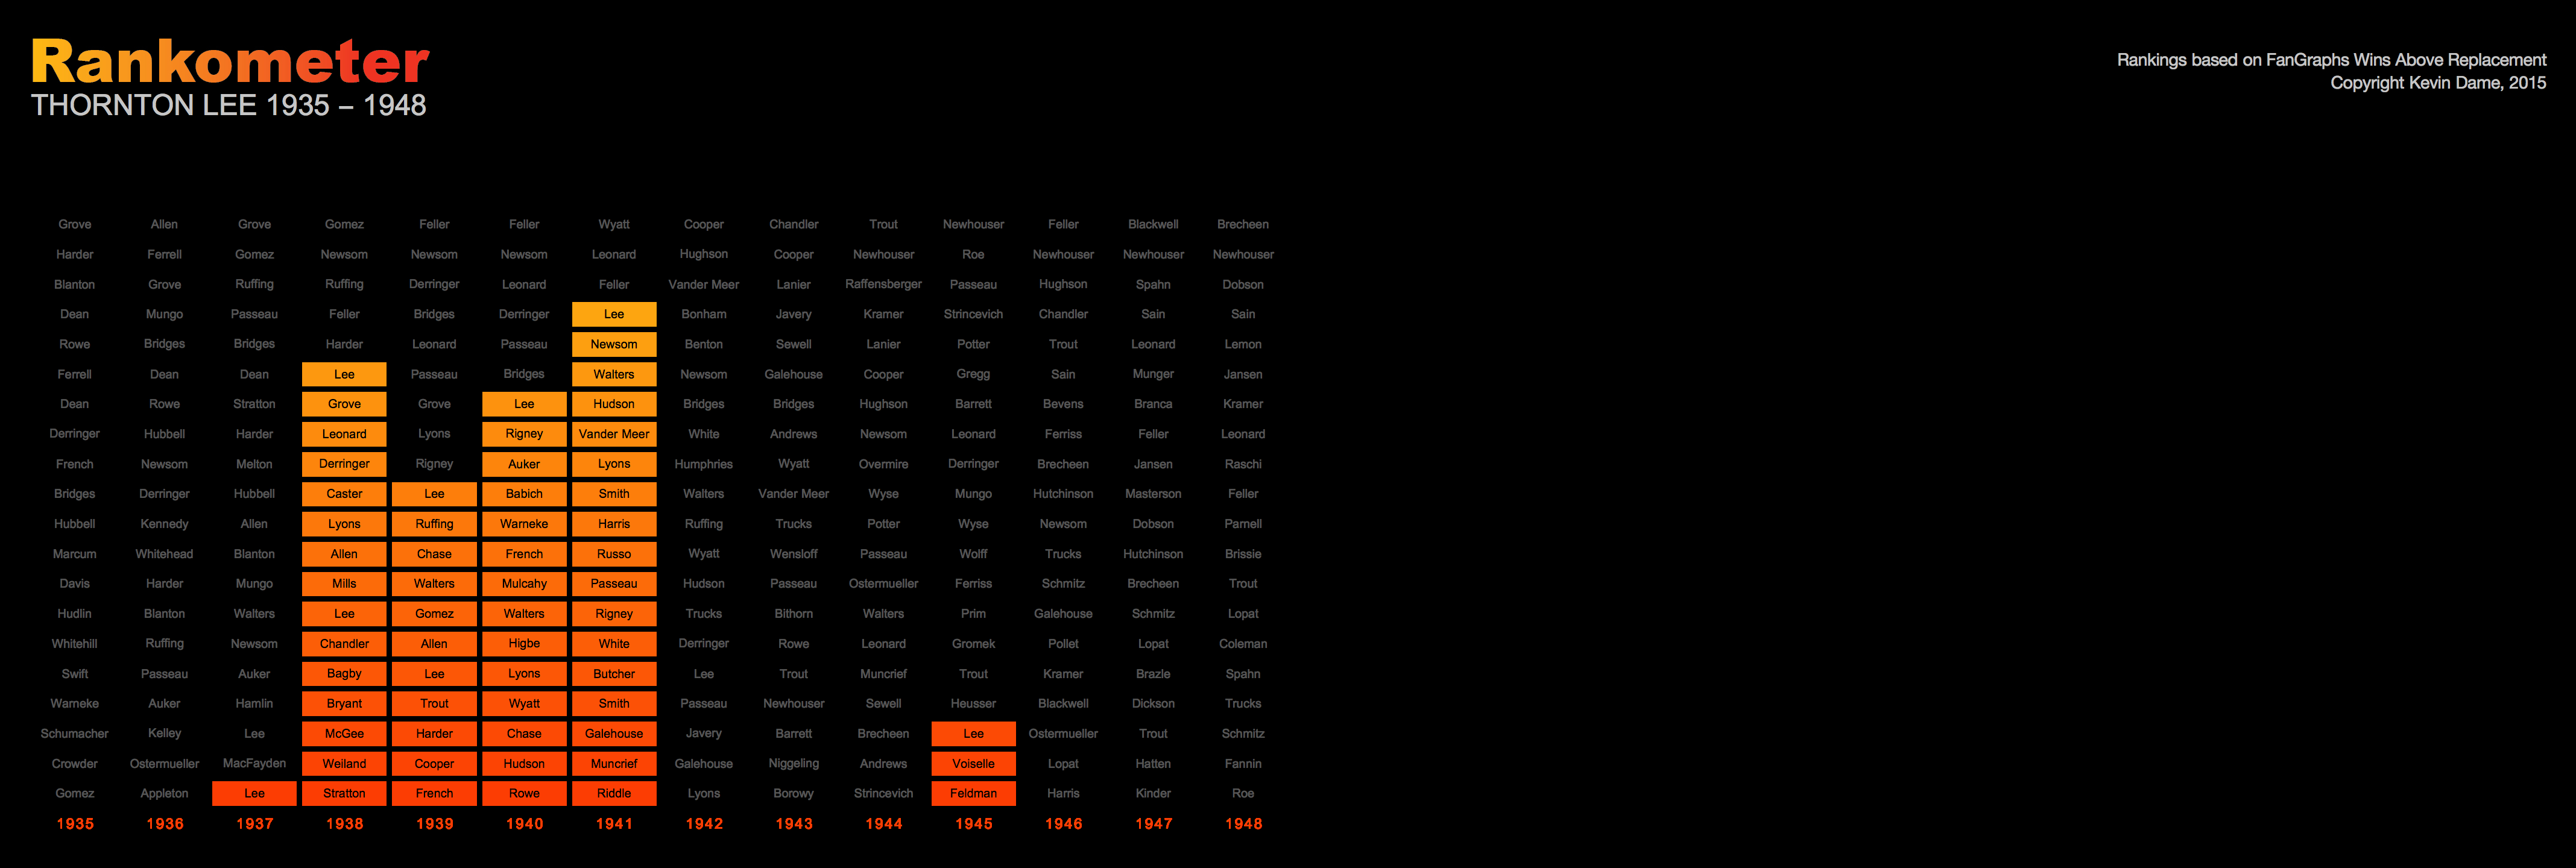 Rankometer
THORNTON LEE 1935 – 1948
Rankings based on FanGraphs Wins Above Replacement
Copyright Kevin Dame, 2015
Grove Allen Grove Gomez Feller Feller Wyatt Cooper Chandler Trout Newhouser Feller Blackwell Brecheen
Harder Ferrell Gomez Newsom Newsom Newsom Leonard Hughson Cooper Newhouser Roe Newhouser Newhouser Newhouser
Blanton Grove Ruffing Ruffing Derringer Leonard Feller Vander Meer Lanier Raffensberger Passeau Hughson Spahn Dobson
Dean Mungo Passeau Feller Bridges Derringer Lee Bonham Javery Kramer Strincevich Chandler Sain Sain
Rowe Bridges Bridges Harder Leonard Passeau Newsom Benton Sewell Lanier Potter Trout Leonard Lemon
Ferrell Dean Dean Lee Passeau Bridges Walters Newsom Galehouse Cooper Gregg Sain Munger Jansen
Dean Rowe Stratton Grove Grove Lee Hudson Bridges Bridges Hughson Barrett Bevens Branca Kramer
Derringer Hubbell Harder Leonard Lyons Rigney Vander Meer White Andrews Newsom Leonard Ferriss Feller Leonard
French Newsom Melton Derringer Rigney Auker Lyons Humphries Wyatt Overmire Derringer Brecheen Jansen Raschi
Bridges Derringer Hubbell Caster Lee Babich Smith Walters Vander Meer Wyse Mungo Hutchinson Masterson Feller
Hubbell Kennedy Allen Lyons Ruffing Warneke Harris Ruffing Trucks Potter Wyse Newsom Dobson Parnell
Marcum Whitehead Blanton Allen Chase French Russo Wyatt Wensloff Passeau Wolff Trucks Hutchinson Brissie
Davis Harder Mungo Mills Walters Mulcahy Passeau Hudson Passeau Ostermueller Ferriss Schmitz Brecheen Trout
Hudlin Blanton Walters Lee Gomez Walters Rigney Trucks Bithorn Walters Prim Galehouse Schmitz Lopat
Whitehill Ruffing Newsom Chandler Allen Higbe White Derringer Rowe Leonard Gromek Pollet Lopat Coleman
Swift Passeau Auker Bagby Lee Lyons Butcher Lee Trout Muncrief Trout Kramer Brazle Spahn
Warneke Auker Hamlin Bryant Trout Wyatt Smith Passeau Newhouser Sewell Heusser Blackwell Dickson Trucks
Schumacher Kelley Lee McGee Harder Chase Galehouse Javery Barrett Brecheen Lee Ostermueller Trout Schmitz
Crowder Ostermueller MacFayden Weiland Cooper Hudson Muncrief Galehouse Niggeling Andrews Voiselle Lopat Hatten Fannin
Gomez Appleton Lee Stratton French Rowe Riddle Lyons Borowy Strincevich Feldman Harris Kinder Roe
1935 1936 1937 1938 1939 1940 1941 1942 1943 1944 1945 1946 1947 1948